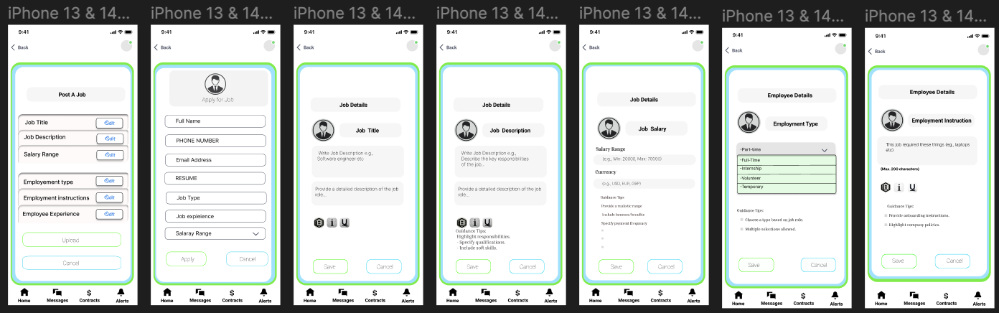 iPhone 13 & 14...
9:41
Back
Post A Job
Job Title
Edit
Job Description
Edit
Salary Range
Edit
Employement type
Edit
Employment instructions
Edit
Employee Experience
Edit
Upload
Cancel
Home
Messages
Contracts
Alerts
iPhone 13 & 14...
9:41
Back
Apply for Job
Full Name
PHONE NUMBER
Email Address
RESUME
Job Type
Job expieience
Salaray Range
Apply
Cancel
Home
Messages
Contracts
Alerts
iPhone 13 & 14...
9:41
Back
Job Details
Job Title
Write Job Description e.g.,
Software engineer etc
Provide a detailed description of the job
role...
B i U
Save
Cancel
Home
Messages
Contracts
Alerts
iPhone 13 & 14...
9:41
Back
Job Details
Job Description
Write Job Description e.g.,
Describe the key responsibilities
of the job...
Provide a detailed description of the job
role...
B i U
Guidance Tips:
Highlight responsibilities.
- Specify qualifications.
- Include soft skills.
Save
Cancel
Home
Messages
Contracts
Alerts
iPhone 13 & 14...
9:41
Back
Job Details
Job Salary
Salary Range
(e.g., Min: 20000, Max: 70000)
Currency
(e.g., USD, EUR, GBP)
Guidance Tips
Provide a realistic range
Include bonuses/benefits
Specify payment frequency
Save
Cancel
Home
Messages
Contracts
Alerts
iPhone 13 & 14...
9:41
Back
Employee Details
Employment Type
-Part-time
-Full-Time
-Internship
-Volunteer
-Temporary
Guidance Tips:
Choose a type based on job role.
Multiple selections allowed.
Save
Cancel
Home
Messages
Contracts
Alerts
iPhone 13 & 14...
9:41
Back
Employee Details
Employment Instruction
This job required these things (eg., laptops
etc)
(Max. 200 characters)
B i U
Guidance Tips:
Provide onboarding instructions.
Highlight company policies.
Save
Cancel
Home
Messages
Contracts
Alerts